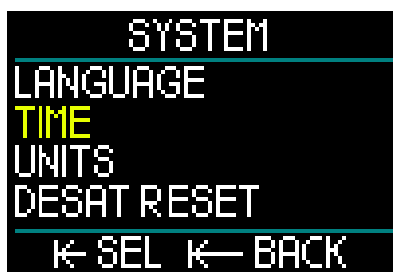 SYSTEM
LANGUAGE
TIME
UNITS
DESAT RESET
SEL BACK